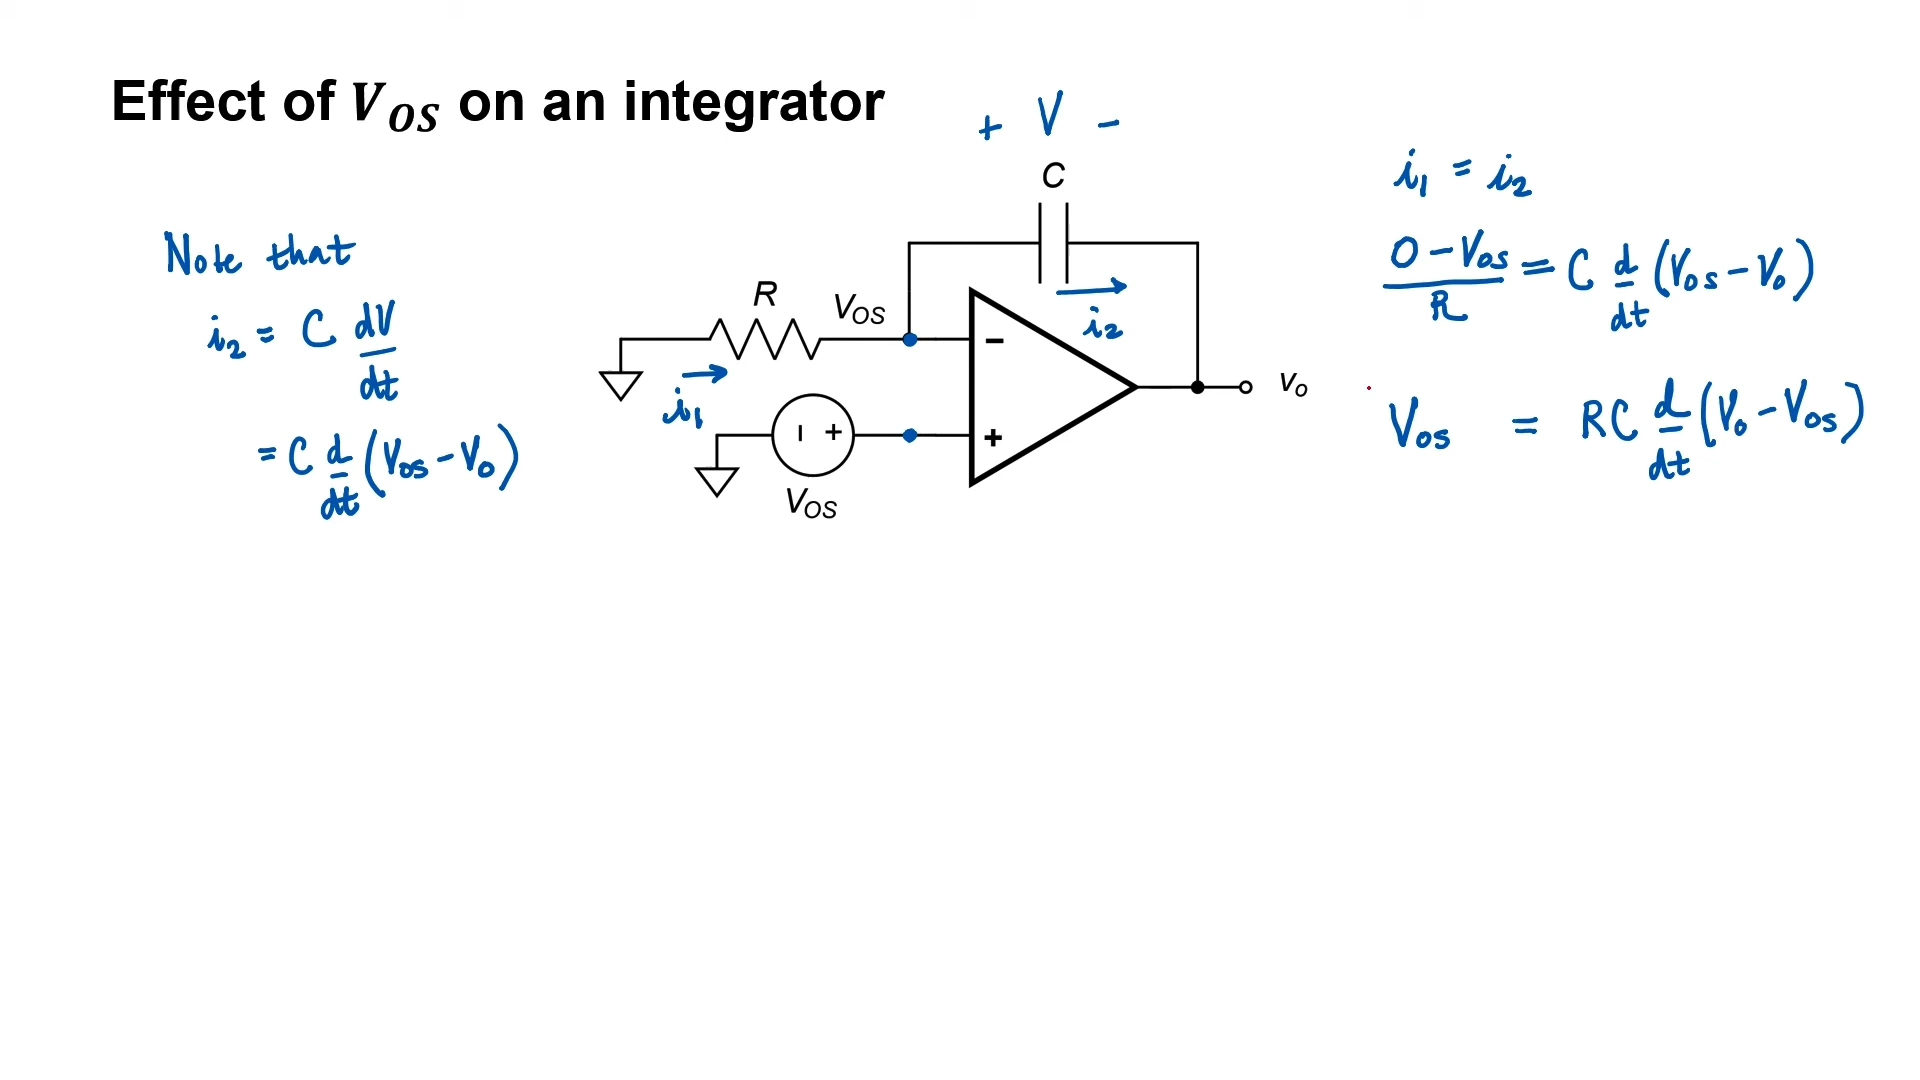 Effect of V_OS on an integrator
+ V -
C
i₁ = i₂
Note that
(0 - V_OS)/R = C d/dt (V_OS - V_o)
i₂ = C dV/dt
R
V_OS
i₂
-
i₁
v_o
V_OS = RC d/dt (V_o - V_OS)
= C d/dt (V_OS - V_o)
- +
+
V_OS